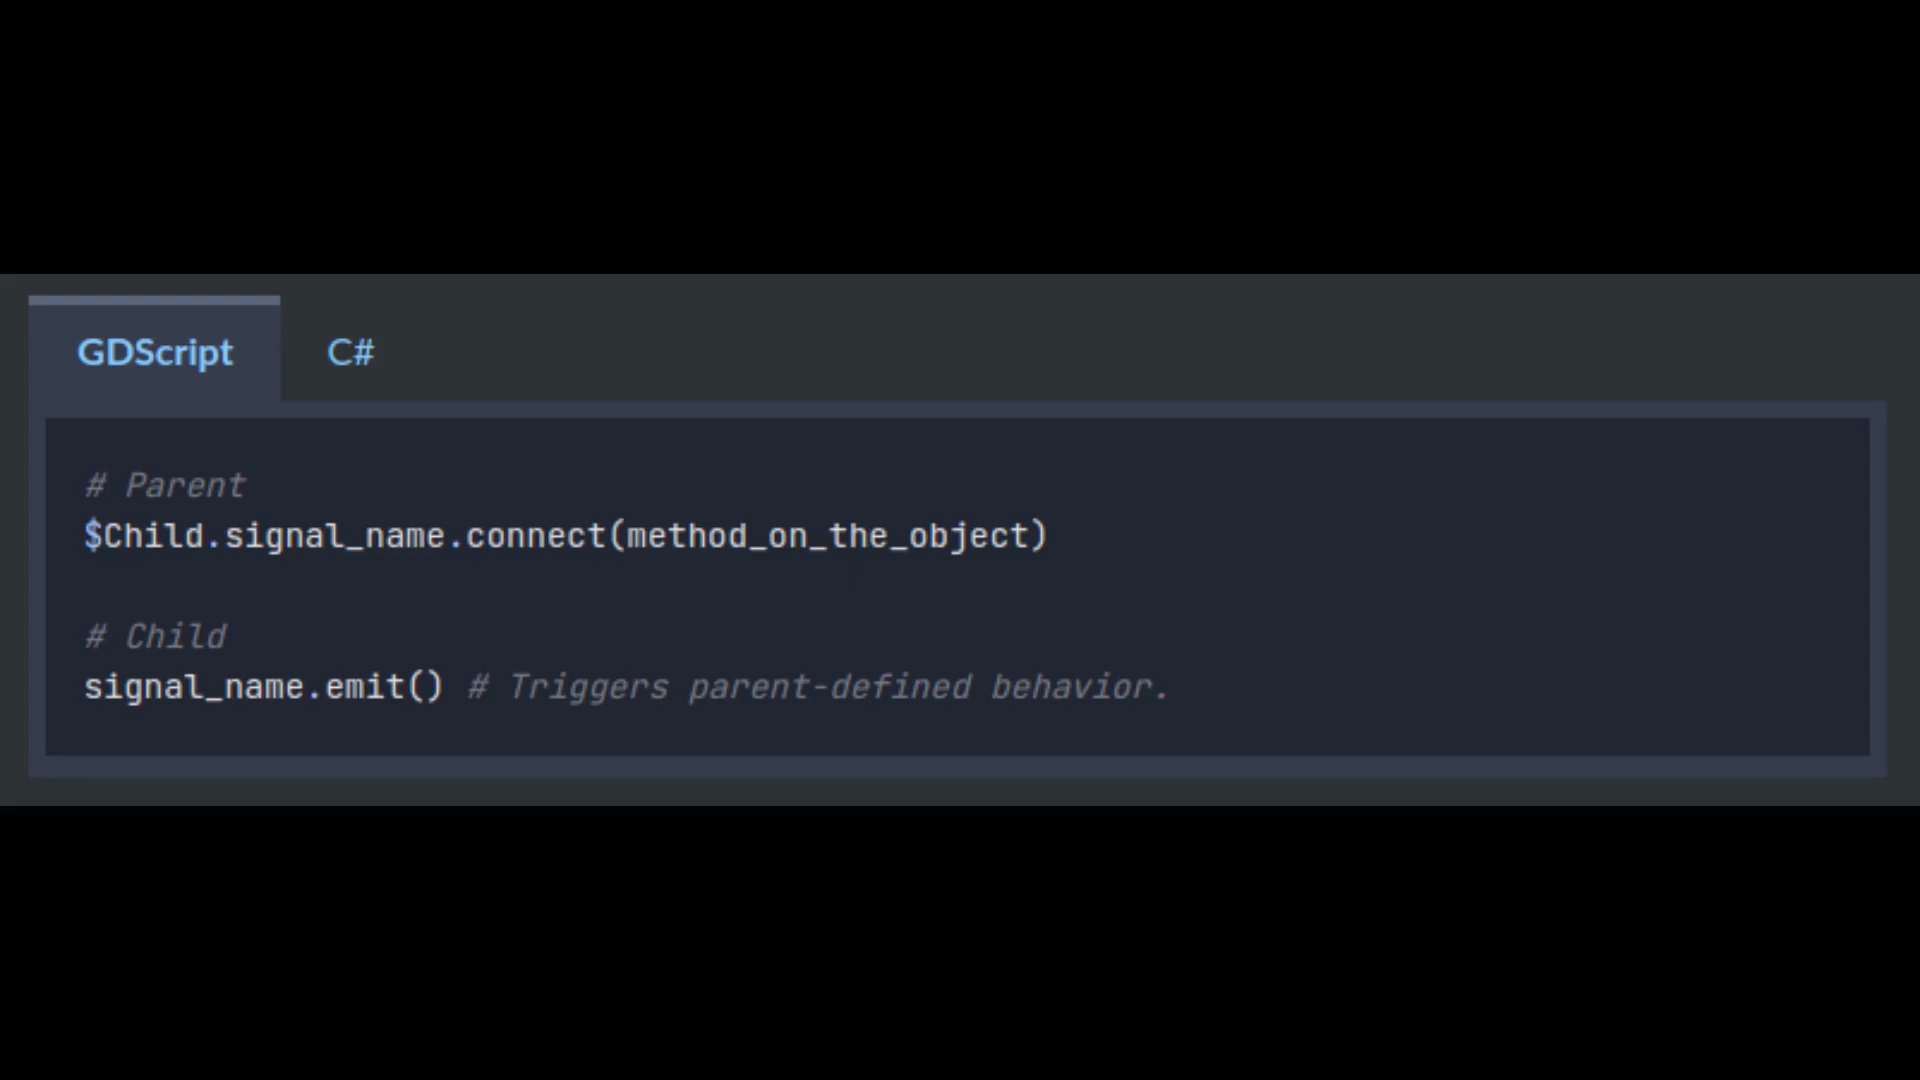 GDScript C#
# Parent
$Child.signal_name.connect(method_on_the_object)
# Child
signal_name.emit() # Triggers parent-defined behavior.